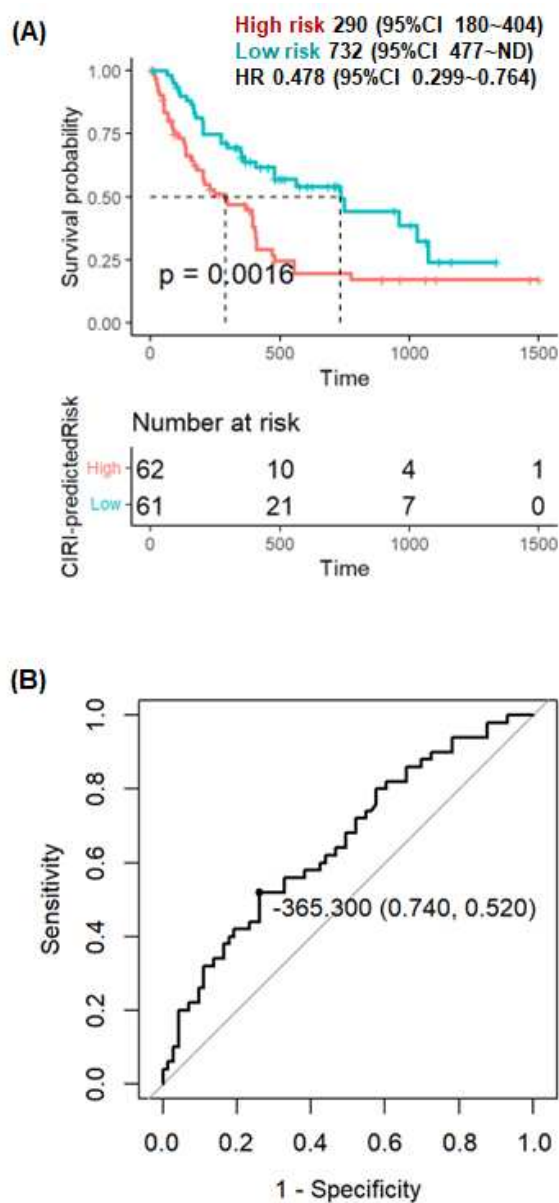 (A)
High risk 290 (95%CI 180~404)
Low risk 732 (95%CI 477~ND)
HR 0.478 (95%CI 0.299~0.764)
Survival probability
1.00
0.75
0.50
0.25
0.00
p = 0.0016
0 500 1000 1500
Time
Number at risk
CIRI-predictedRisk
High 62 10 4 1
Low 61 21 7 0
0 500 1000 1500
Time
(B)
Sensitivity
1.0
0.8
0.6
0.4
0.2
0.0
-365.300 (0.740, 0.520)
0.0 0.2 0.4 0.6 0.8 1.0
1 - Specificity